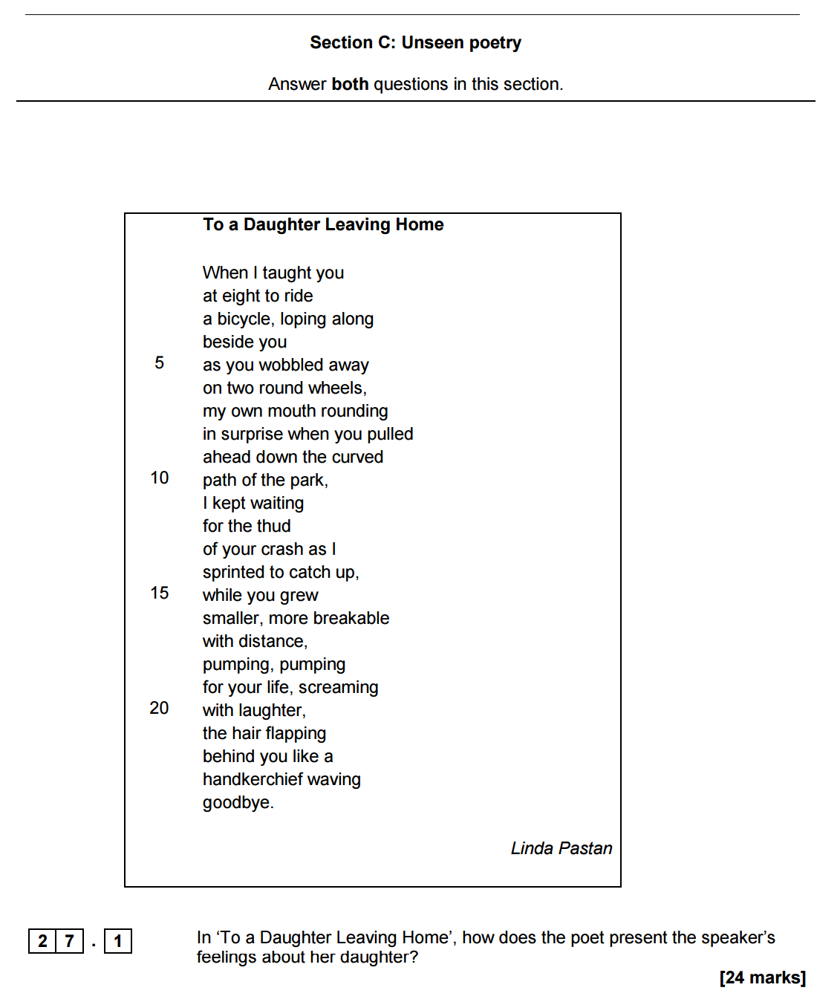 Section C: Unseen poetry
Answer both questions in this section.
To a Daughter Leaving Home
When I taught you
at eight to ride
a bicycle, loping along
beside you
5 as you wobbled away
on two round wheels,
my own mouth rounding
in surprise when you pulled
ahead down the curved
10 path of the park,
I kept waiting
for the thud
of your crash as I
sprinted to catch up,
15 while you grew
smaller, more breakable
with distance,
pumping, pumping
for your life, screaming
20 with laughter,
the hair flapping
behind you like a
handkerchief waving
goodbye.
Linda Pastan
2 7 . 1 In ‘To a Daughter Leaving Home’, how does the poet present the speaker’s
feelings about her daughter?
[24 marks]